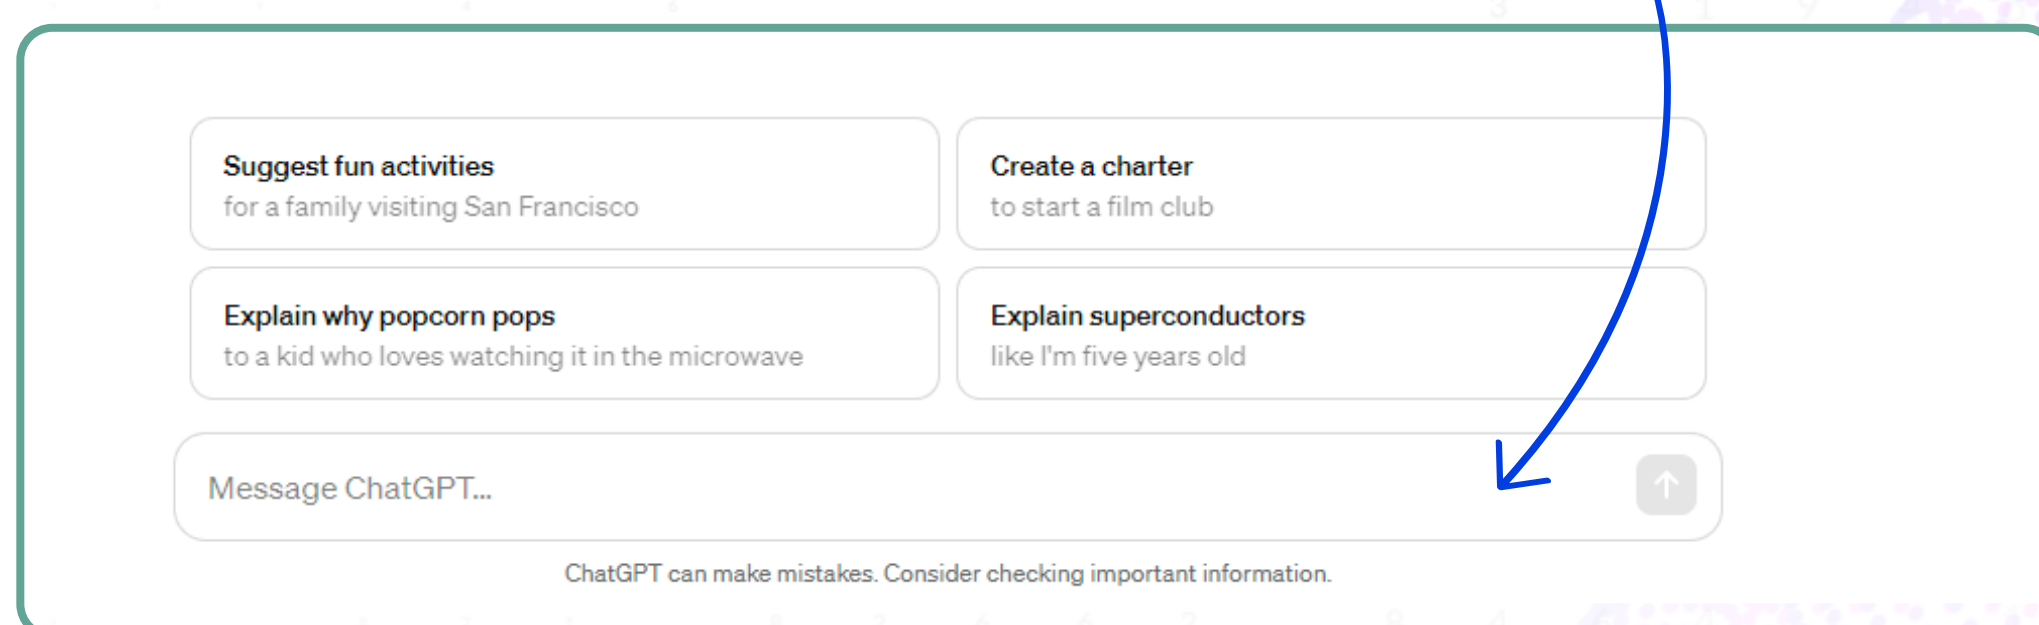 Suggest fun activities
for a family visiting San Francisco
Create a charter
to start a film club
Explain why popcorn pops
to a kid who loves watching it in the microwave
Explain superconductors
like I'm five years old
Message ChatGPT...
ChatGPT can make mistakes. Consider checking important information.